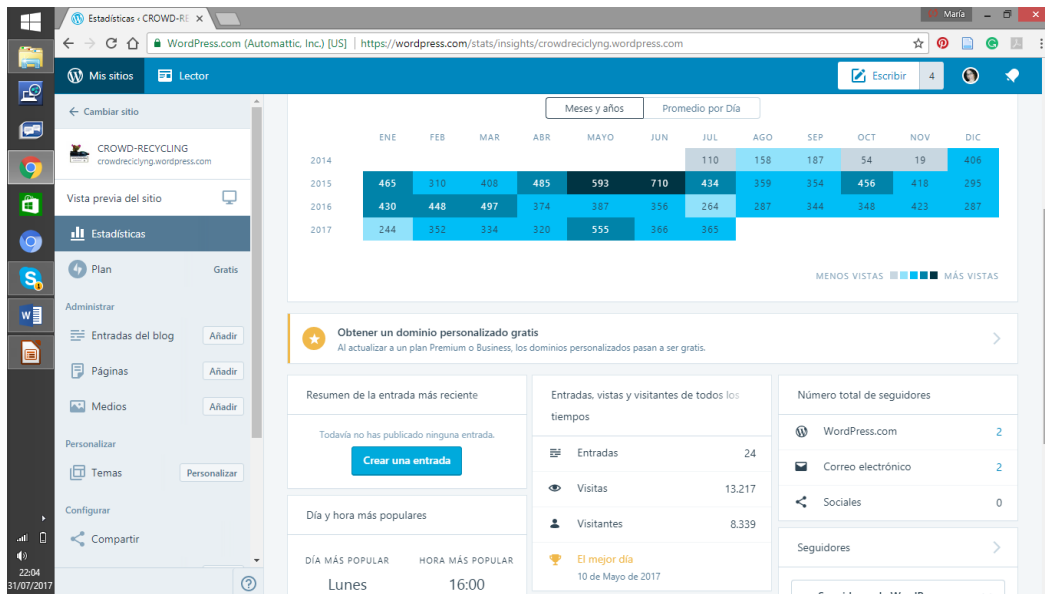 Estadísticas ‹ CROWD-RE
María
WordPress.com (Automattic, Inc.) [US] https://wordpress.com/stats/insights/crowdreciclyng.wordpress.com
Mis sitios Lector Escribir 4
Cambiar sitio
CROWD-RECYCLING
crowdreciclyng.wordpress.com
Vista previa del sitio
Estadísticas
Plan Gratis
Administrar
Entradas del blog Añadir
Páginas Añadir
Medios Añadir
Personalizar
Temas Personalizar
Configurar
Compartir
Meses y años Promedio por Día
ENE FEB MAR ABR MAYO JUN JUL AGO SEP OCT NOV DIC
2014 110 158 187 54 19 406
2015 465 310 408 485 593 710 434 359 354 456 418 295
2016 430 448 497 374 387 356 264 287 344 348 423 287
2017 244 352 334 320 555 366 365
MENOS VISTAS MÁS VISTAS
Obtener un dominio personalizado gratis
Al actualizar a un plan Premium o Business, los dominios personalizados pasan a ser gratis.
Resumen de la entrada más reciente
Todavía no has publicado ninguna entrada.
Crear una entrada
Día y hora más populares
DÍA MÁS POPULAR HORA MÁS POPULAR
Lunes 16:00
Entradas, vistas y visitantes de todos los
tiempos
Entradas 24
Visitas 13.217
Visitantes 8.339
El mejor día
10 de Mayo de 2017
Número total de seguidores
WordPress.com 2
Correo electrónico 2
Sociales 0
Seguidores
22:04
31/07/2017